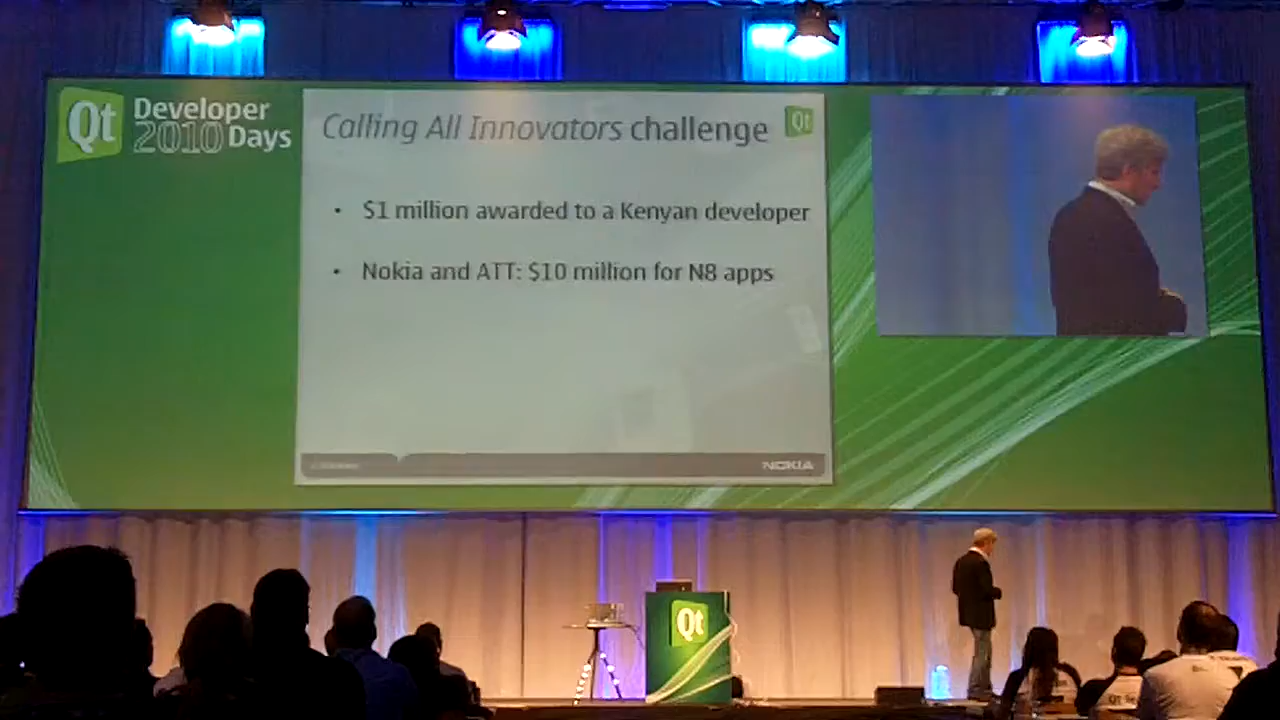 Qt Developer
2010 Days
Calling All Innovators challenge
Qt
• $1 million awarded to a Kenyan developer
• Nokia and ATT: $10 million for N8 apps
NOKIA
Qt
Qt